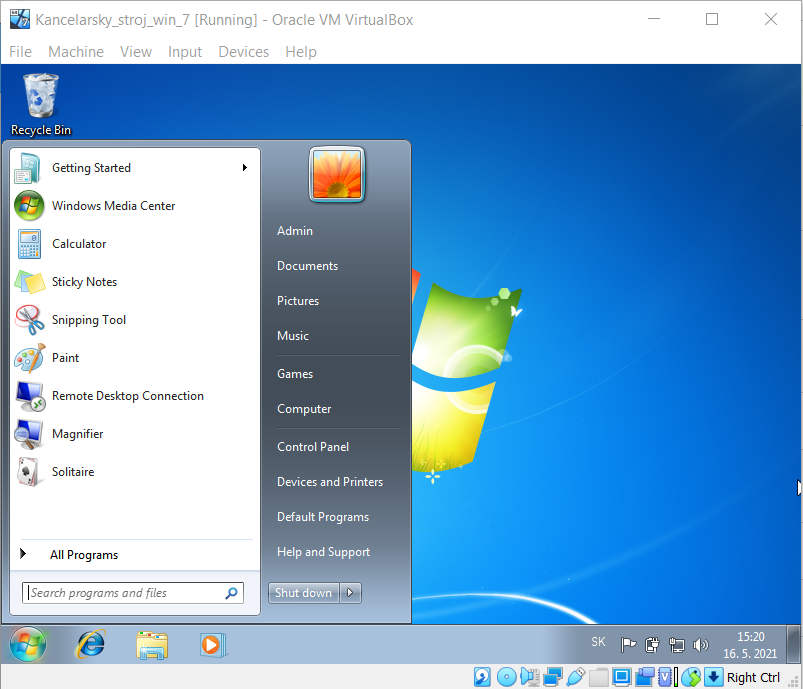 Kancelarsky_stroj_win_7 [Running] - Oracle VM VirtualBox
File Machine View Input Devices Help
Recycle Bin
Getting Started
Windows Media Center
Calculator
Sticky Notes
Snipping Tool
Paint
Remote Desktop Connection
Magnifier
Solitaire
All Programs
Search programs and files
Admin
Documents
Pictures
Music
Games
Computer
Control Panel
Devices and Printers
Default Programs
Help and Support
Shut down
SK
15:20
16. 5. 2021
Right Ctrl